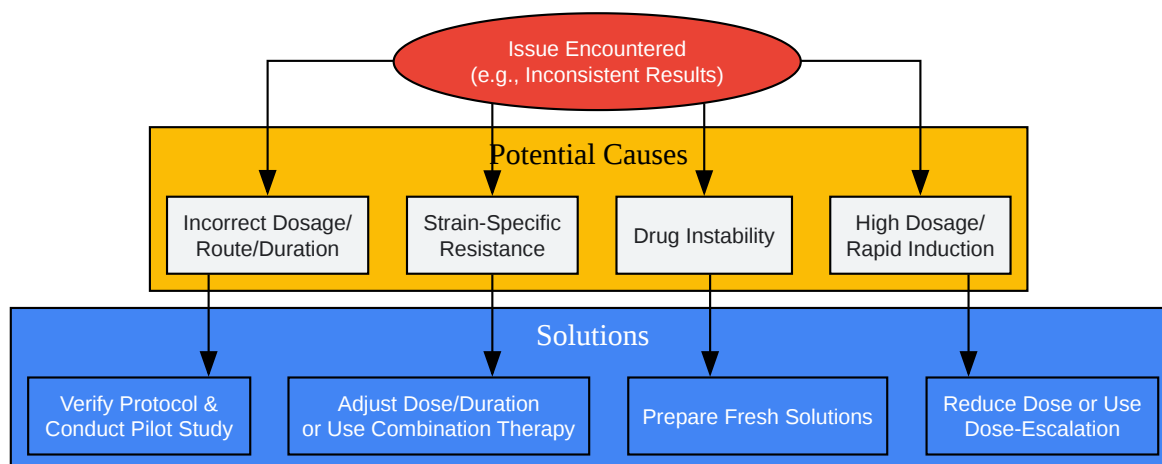 Issue Encountered
(e.g., Inconsistent Results)
Potential Causes
Incorrect Dosage/
Route/Duration
Strain-Specific
Resistance
Drug Instability
High Dosage/
Rapid Induction
Solutions
Verify Protocol &
Conduct Pilot Study
Adjust Dose/Duration
or Use Combination Therapy
Prepare Fresh Solutions
Reduce Dose or Use
Dose-Escalation